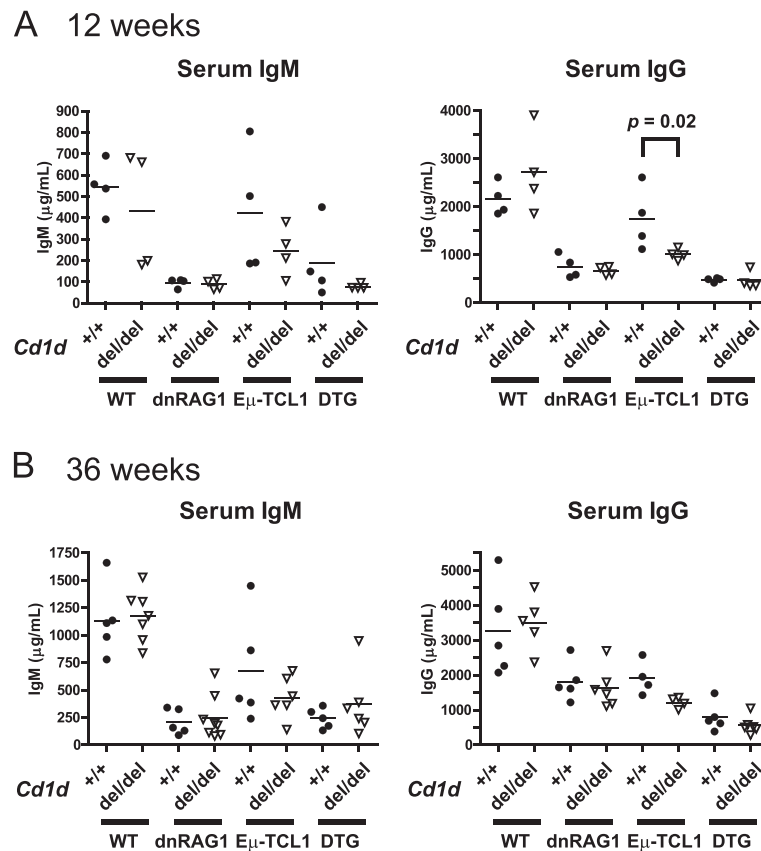 A 12 weeks
Serum IgM
Serum IgG
900
800
700
600
500
400
300
200
100
0
IgM (μg/mL)
4000
3000
2000
1000
0
IgG (μg/mL)
p = 0.02
Cd1d +/+ del/del +/+ del/del +/+ del/del +/+ del/del
WT dnRAG1 Eμ-TCL1 DTG
Cd1d +/+ del/del +/+ del/del +/+ del/del +/+ del/del
WT dnRAG1 Eμ-TCL1 DTG
B 36 weeks
Serum IgM
Serum IgG
1750
1500
1250
1000
750
500
250
0
IgM (μg/mL)
5000
4000
3000
2000
1000
0
IgG (μg/mL)
Cd1d +/+ del/del +/+ del/del +/+ del/del +/+ del/del
WT dnRAG1 Eμ-TCL1 DTG
Cd1d +/+ del/del +/+ del/del +/+ del/del +/+ del/del
WT dnRAG1 Eμ-TCL1 DTG